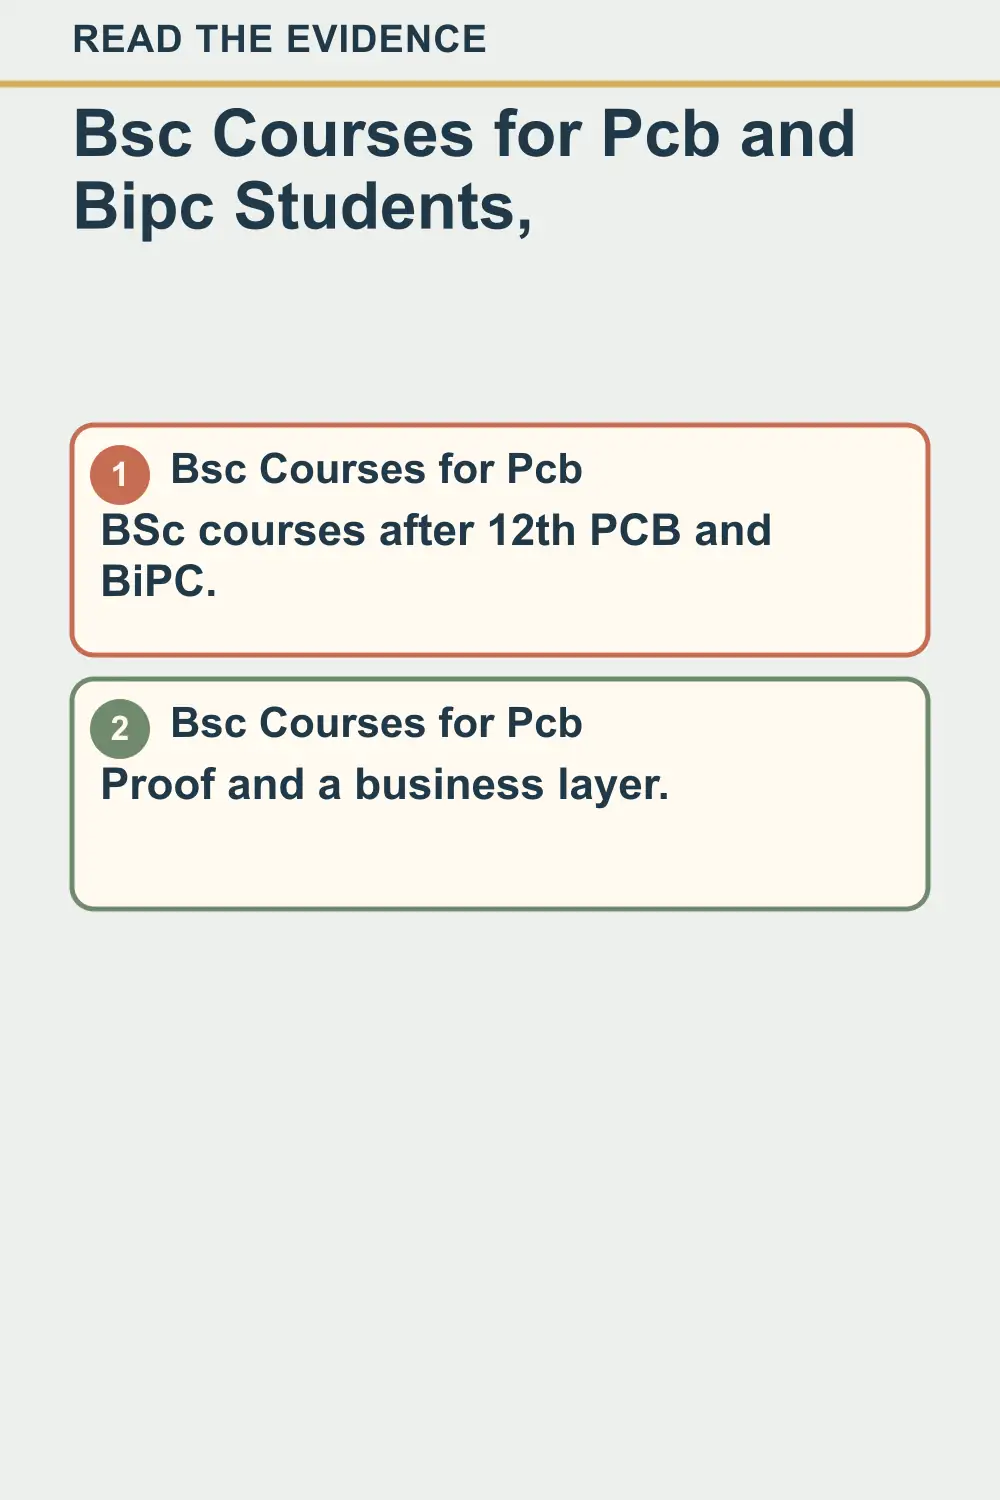 READ THE EVIDENCE
Bsc Courses for Pcb and
Bipc Students,
1 Bsc Courses for Pcb
BSc courses after 12th PCB and
BiPC.
2 Bsc Courses for Pcb
Proof and a business layer.